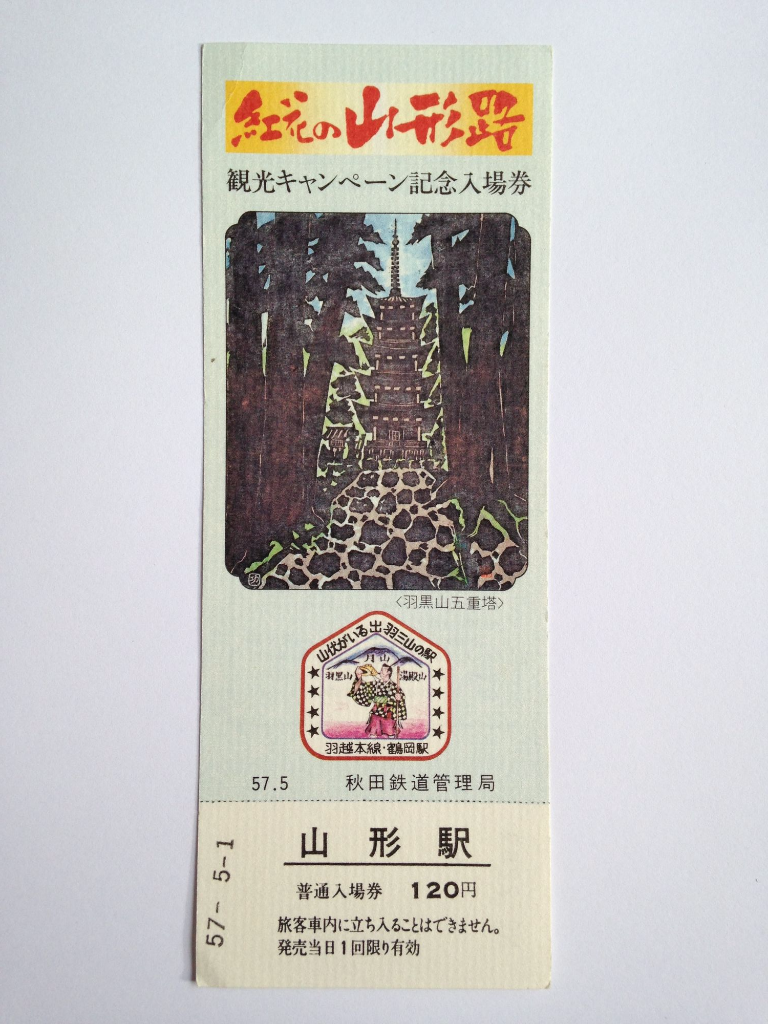 紅花の山形路
観光キャンペーン記念入場券
〈羽黒山五重塔〉
山伏がいる出羽三山の駅
月山
羽黒山 湯殿山
羽越本線・鶴岡駅
57.5 秋田鉄道管理局
山形駅
普通入場券 120円
旅客車内に立ち入ることはできません。
発売当日1回限り有効
57-5-1